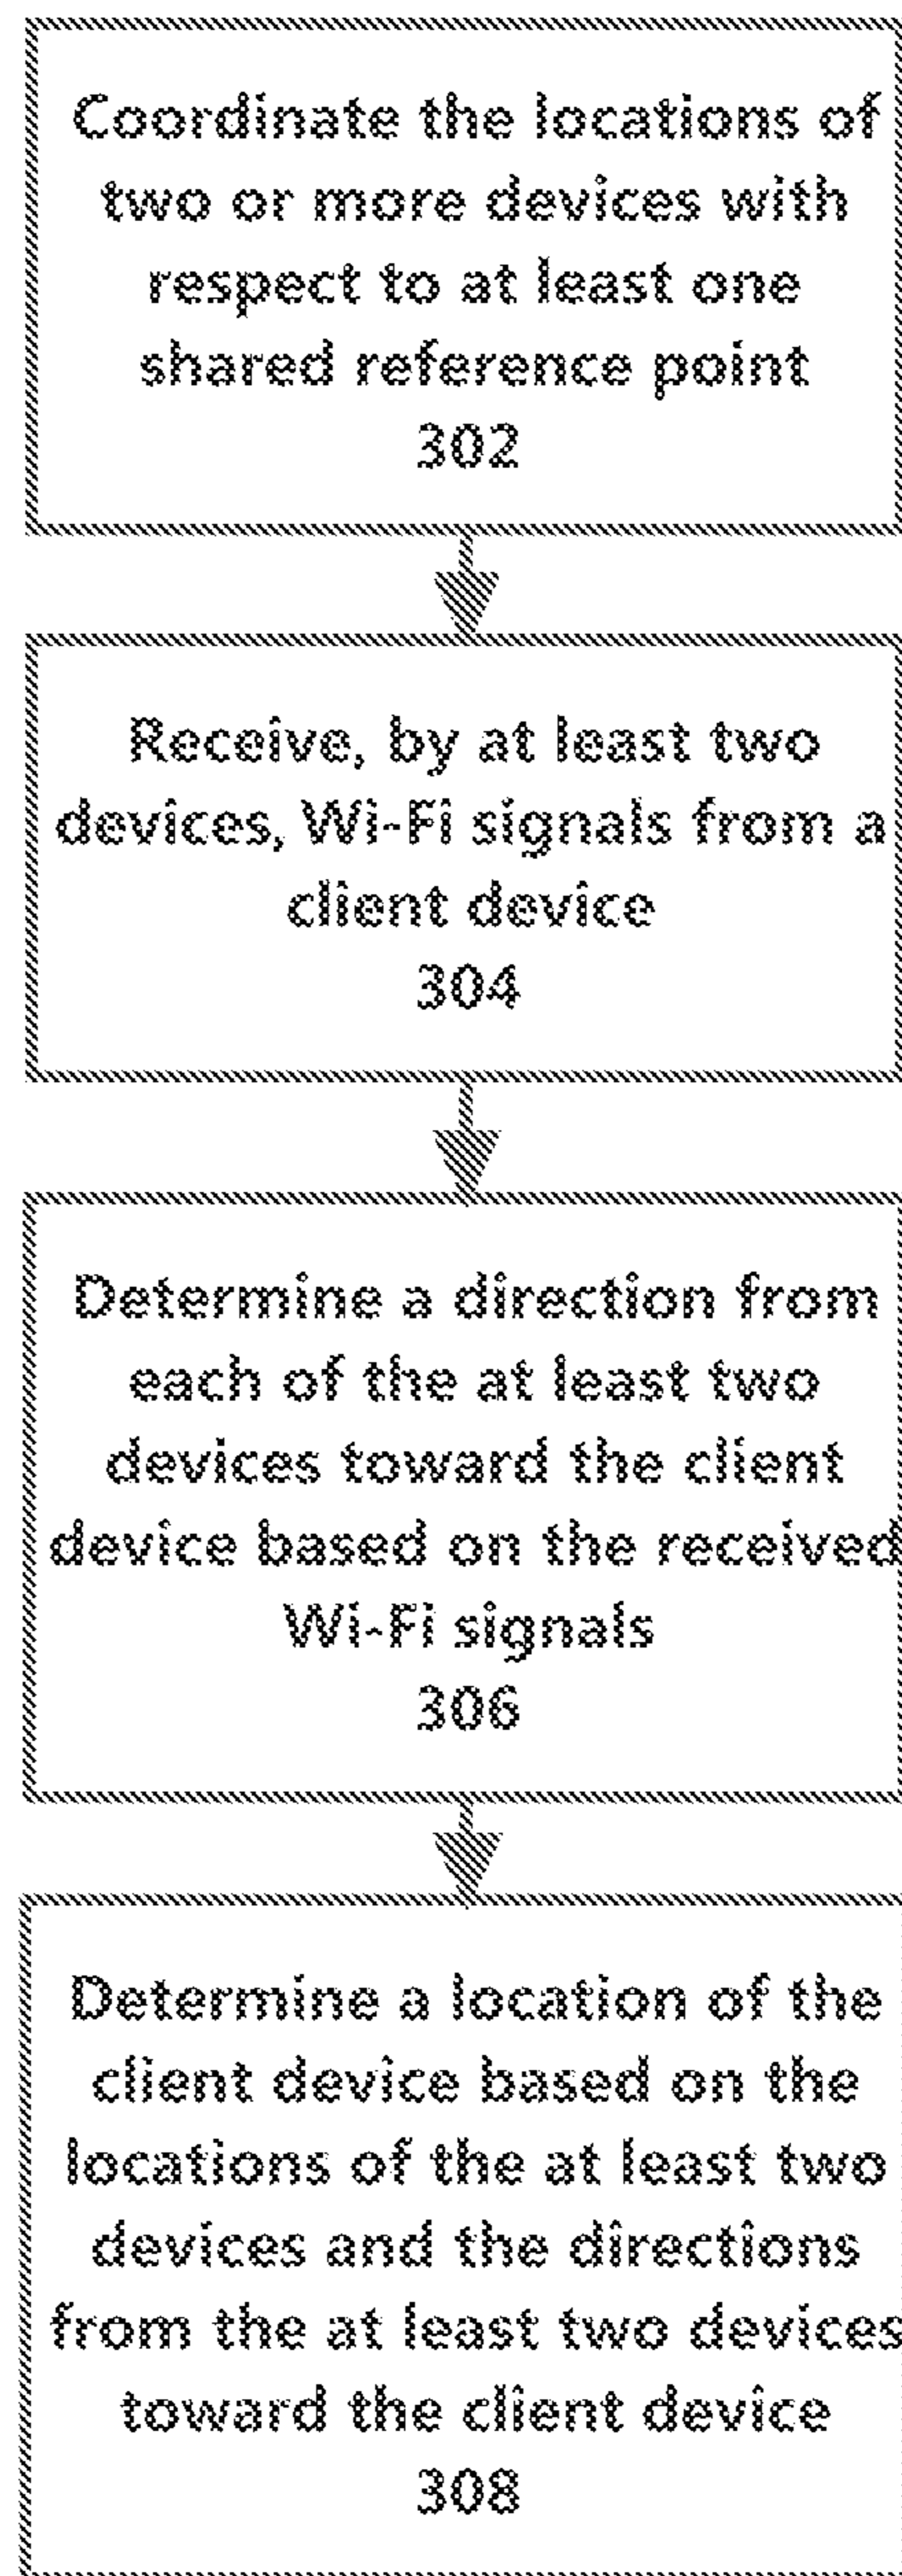 Coordinate the locations of
two or more devices with
respect to at least one
shared reference point
302
Receive, by at least two
devices, Wi-Fi signals from a
client device
304
Determine a direction from
each of the at least two
devices toward the client
device based on the received
Wi-Fi signals
306
Determine a location of the
client device based on the
locations of the at least two
devices and the directions
from the at least two devices
toward the client device
308